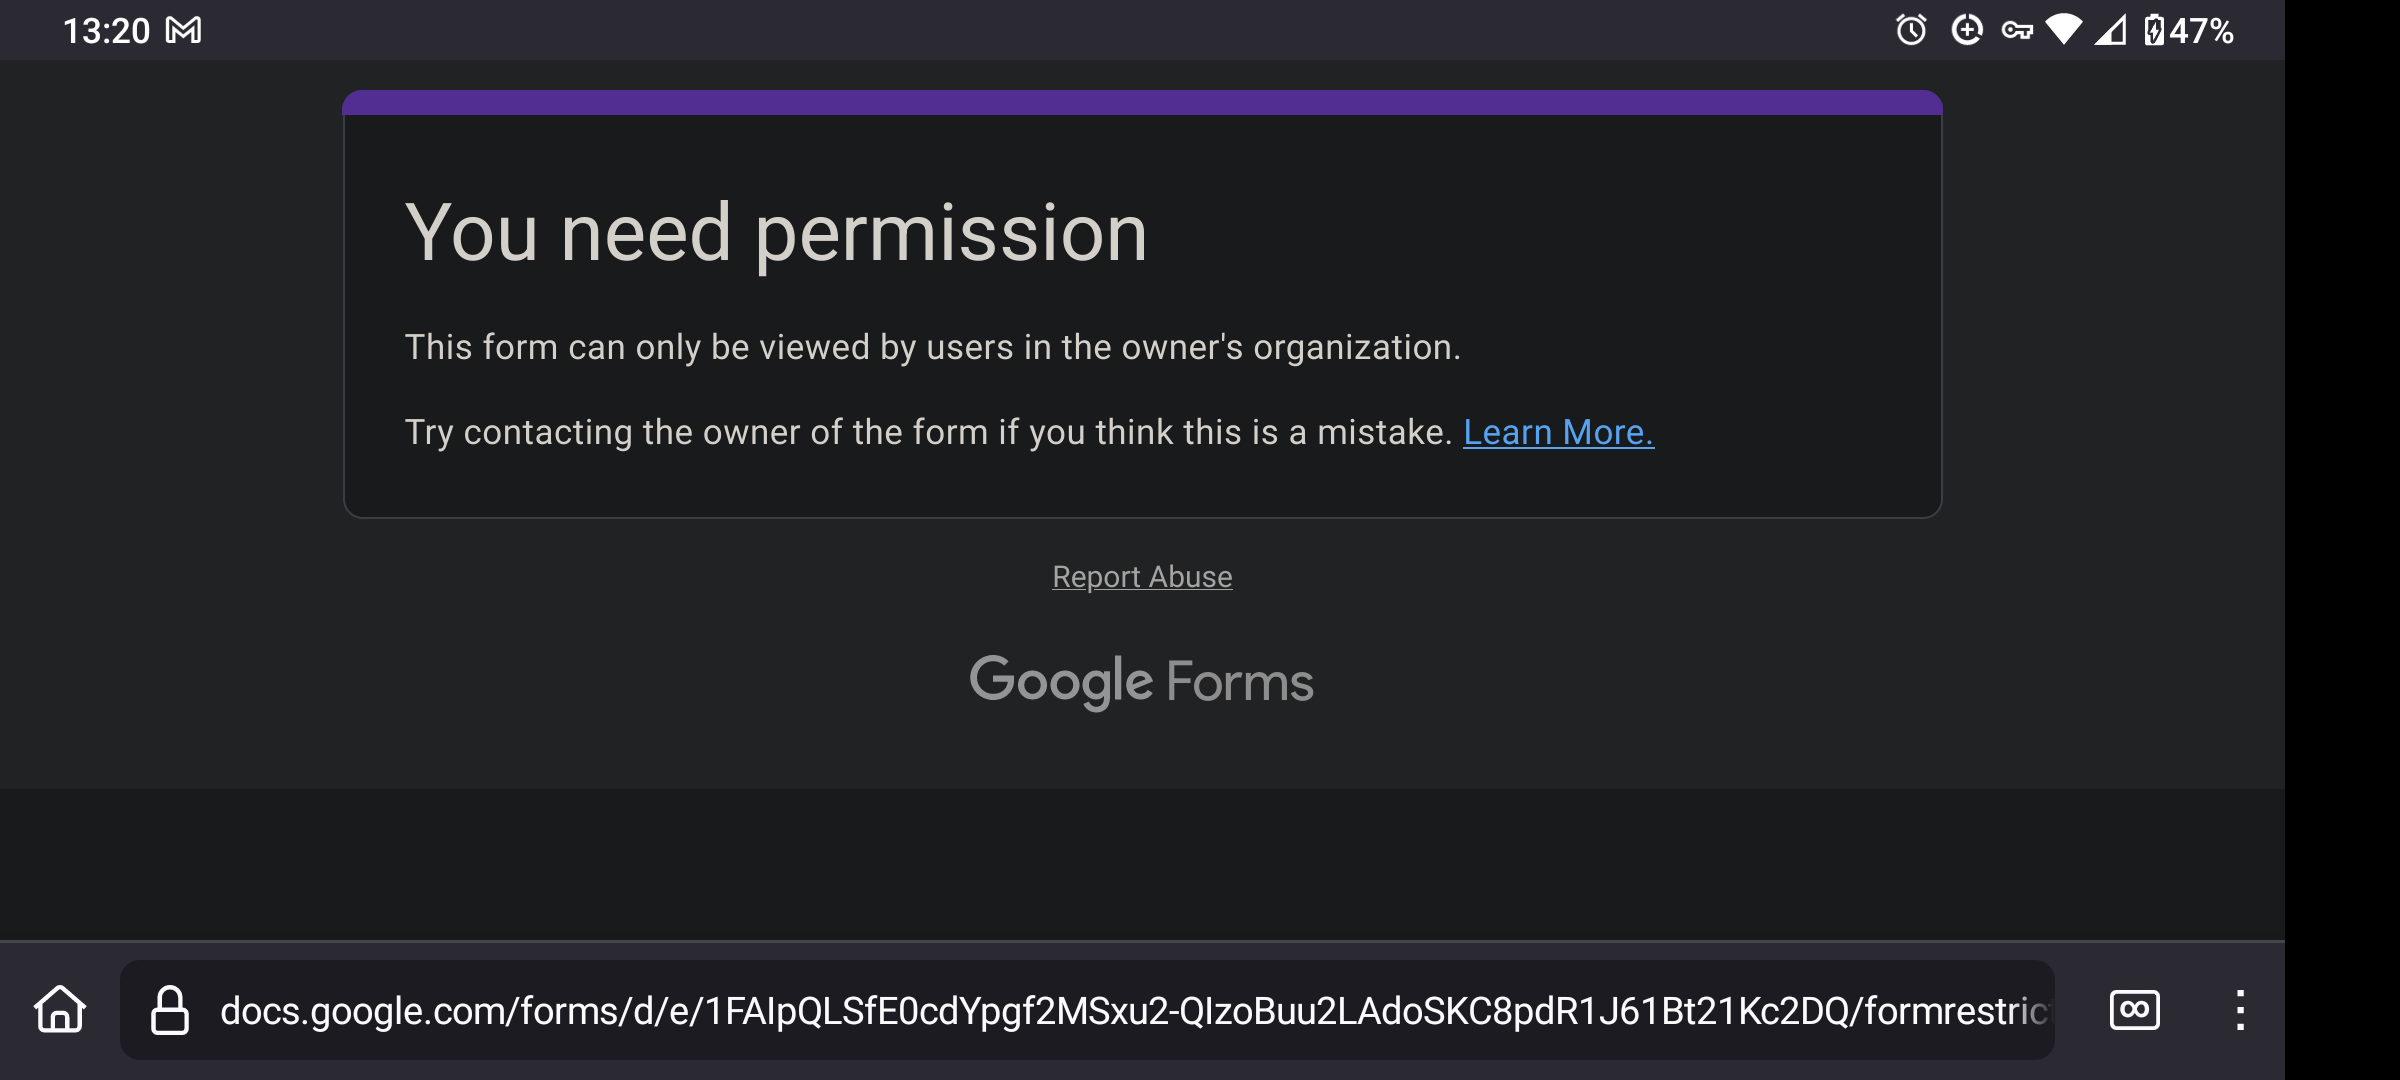 13:20 47%
You need permission
This form can only be viewed by users in the owner's organization.
Try contacting the owner of the form if you think this is a mistake. Learn More.
Report Abuse
Google Forms
docs.google.com/forms/d/e/1FAIpQLSfE0cdYpgf2MSxu2-QIzoBuu2LAdoSKC8pdR1J61Bt21Kc2DQ/formrestric